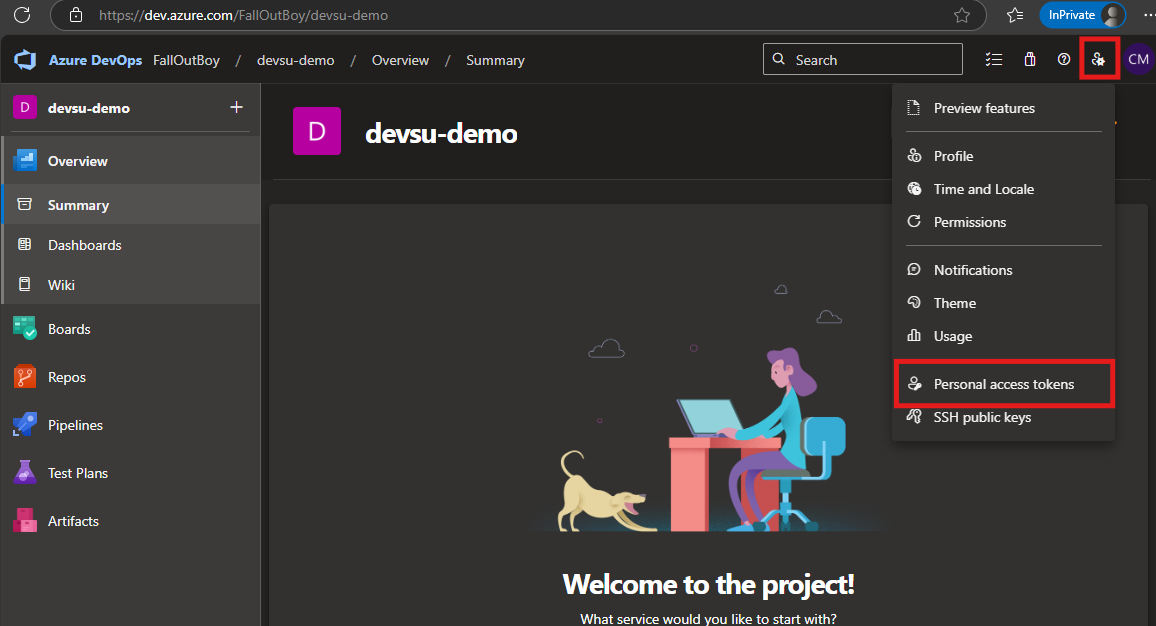 https://dev.azure.com/FallOutBoy/devsu-demo
InPrivate
Azure DevOps FallOutBoy / devsu-demo / Overview / Summary
Search
CM
D devsu-demo +
Overview
Summary
Dashboards
Wiki
Boards
Repos
Pipelines
Test Plans
Artifacts
D devsu-demo
Preview features
Profile
Time and Locale
Permissions
Notifications
Theme
Usage
Personal access tokens
SSH public keys
Welcome to the project!
What service would you like to start with?